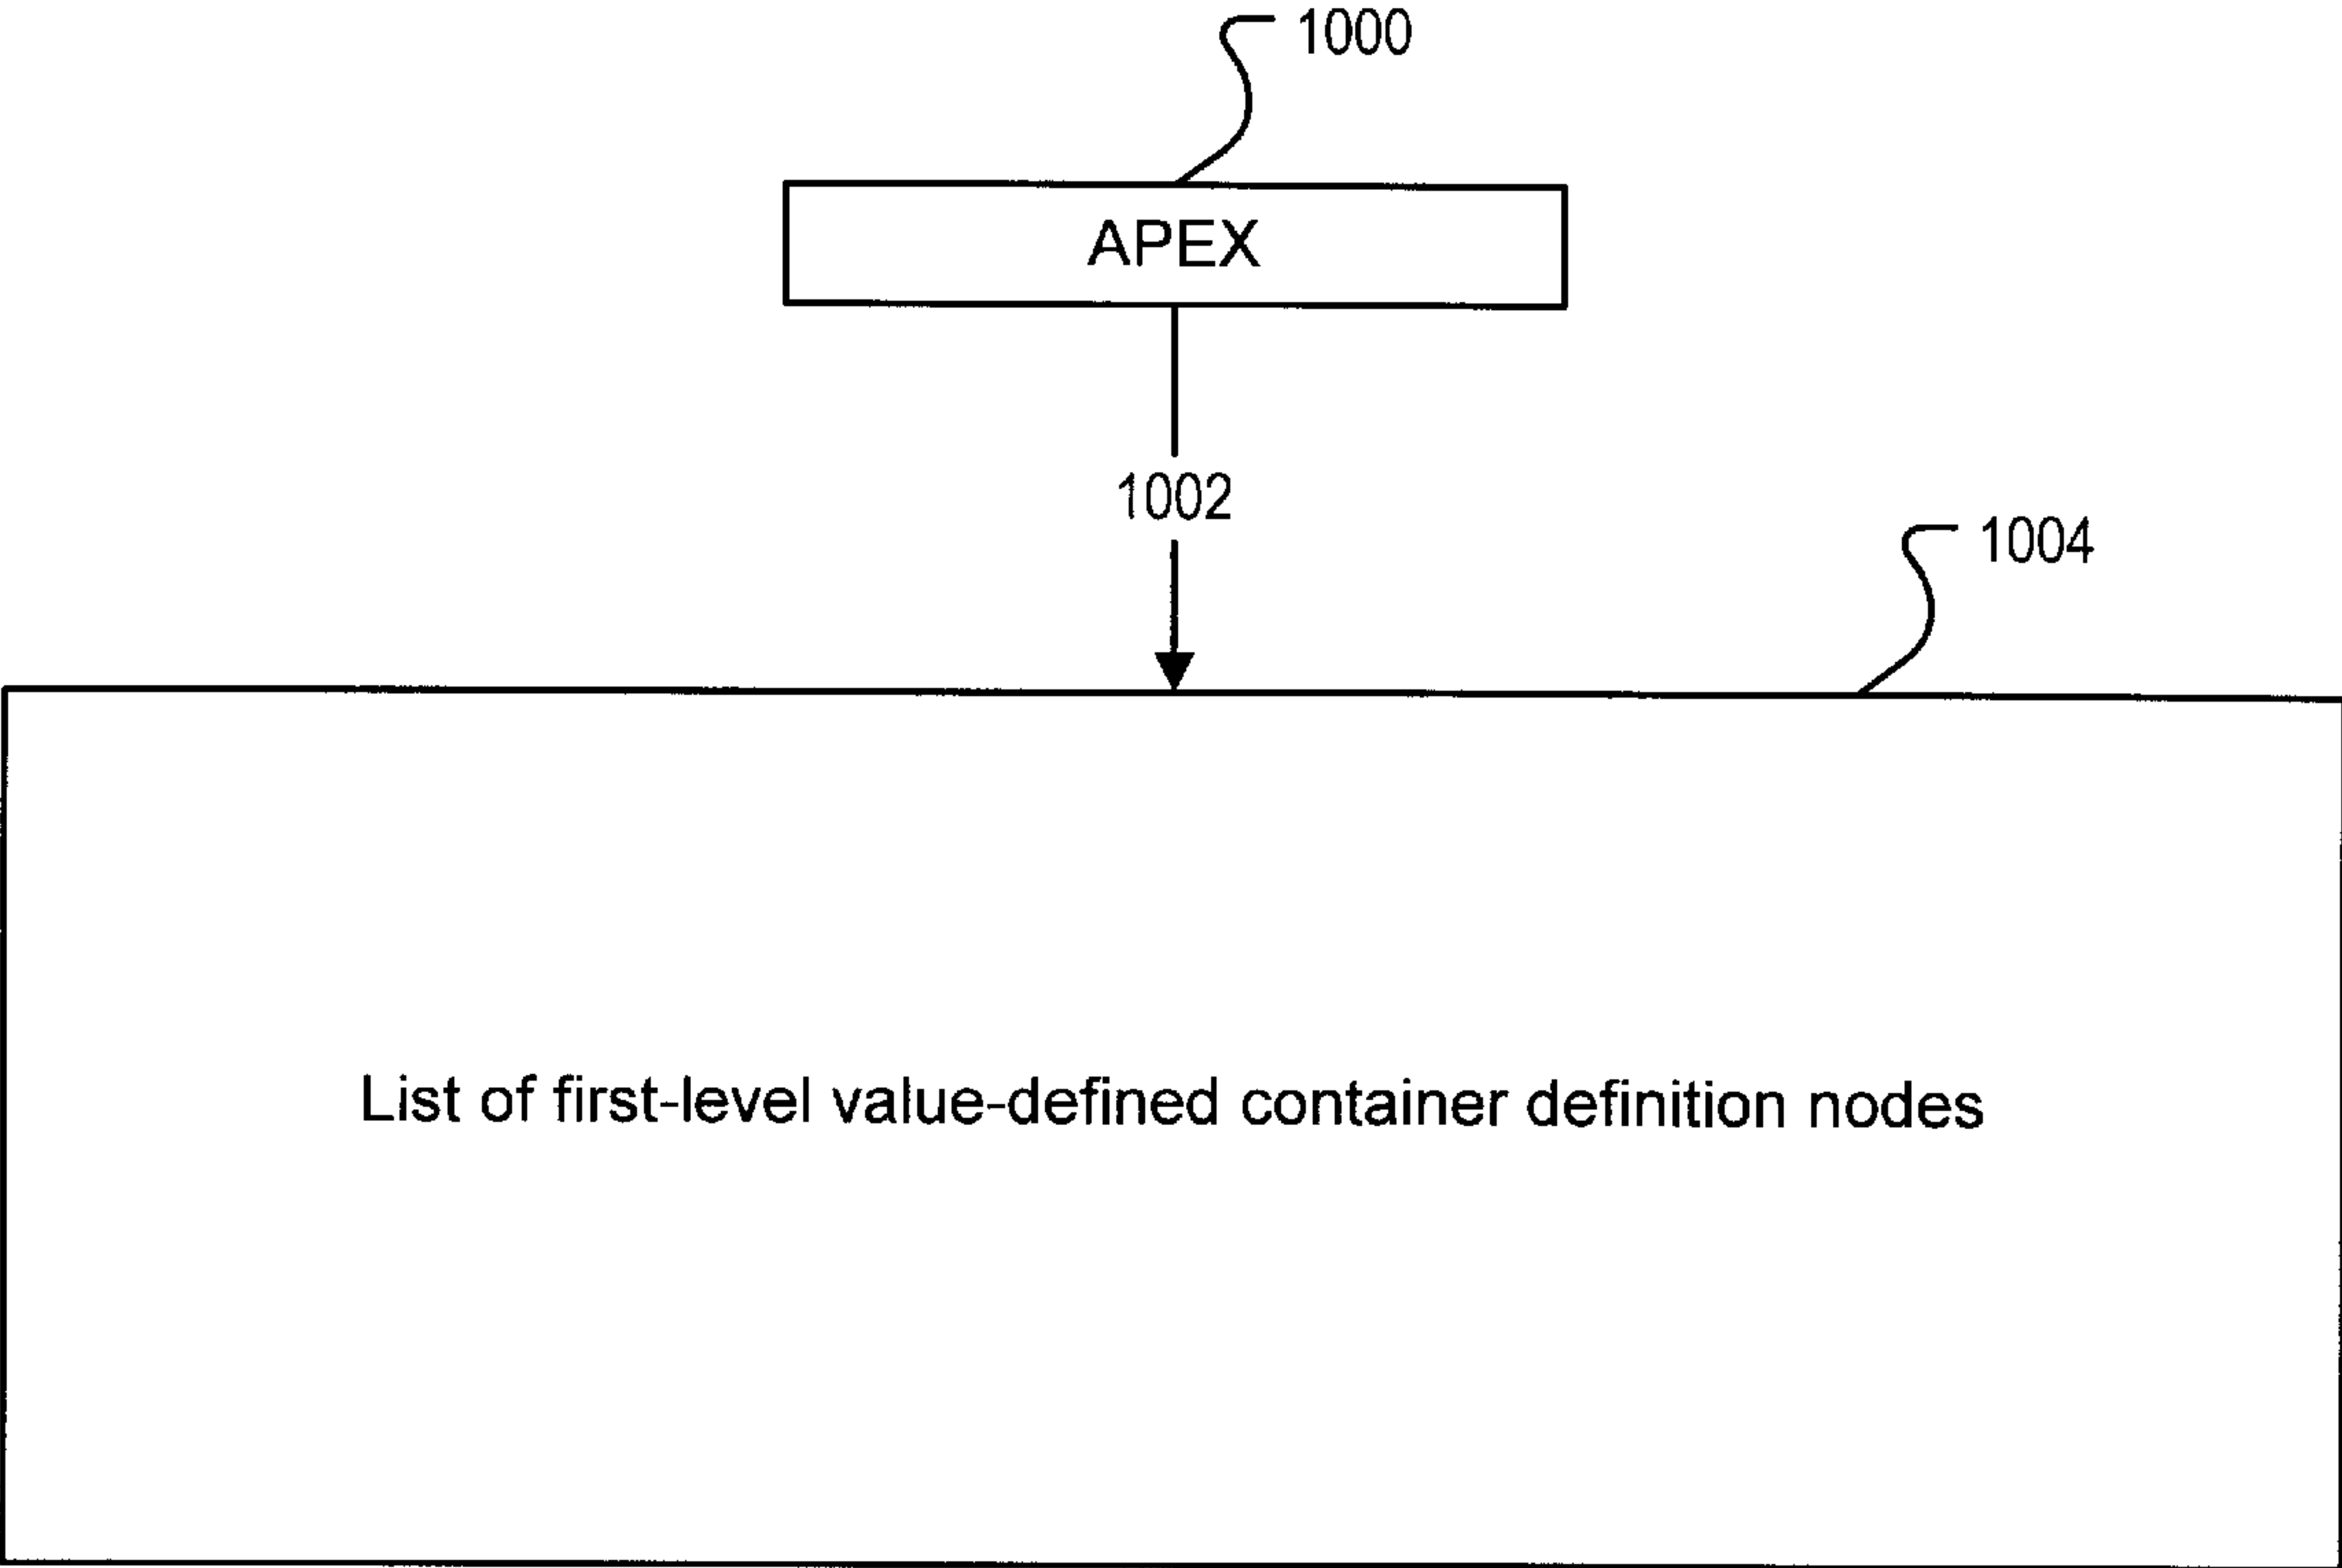 1000
APEX
1002
1004
List of first-level value-defined container definition nodes